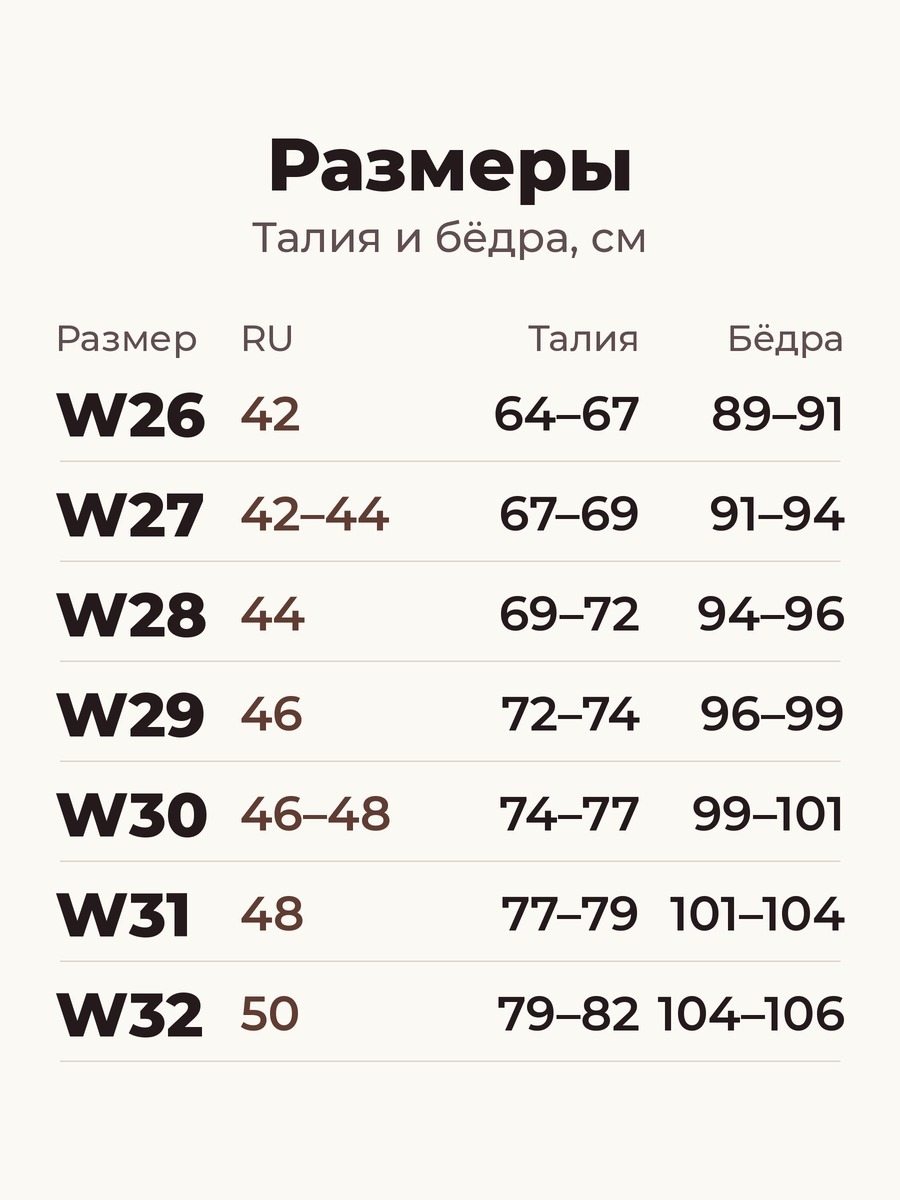 Размеры
Талия и бёдра, см
Размер RU Талия Бёдра
W26 42 64–67 89–91
W27 42–44 67–69 91–94
W28 44 69–72 94–96
W29 46 72–74 96–99
W30 46–48 74–77 99–101
W31 48 77–79 101–104
W32 50 79–82 104–106